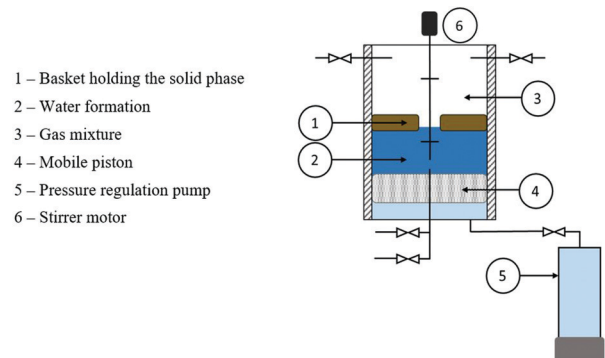 1 – Basket holding the solid phase
2 – Water formation
3 – Gas mixture
4 – Mobile piston
5 – Pressure regulation pump
6 – Stirrer motor
6
3
1
2
4
5